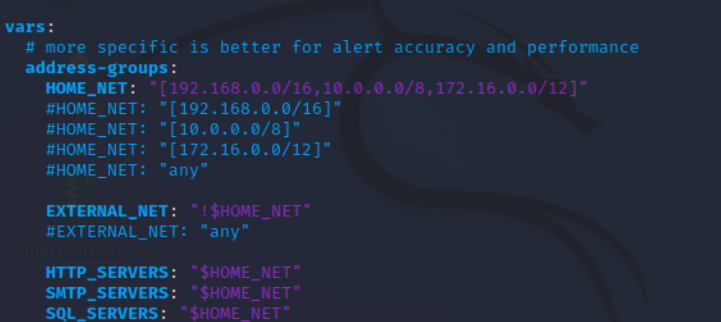 vars:
# more specific is better for alert accuracy and performance
address-groups:
HOME_NET: "[192.168.0.0/16,10.0.0.0/8,172.16.0.0/12]"
#HOME_NET: "[192.168.0.0/16]"
#HOME_NET: "[10.0.0.0/8]"
#HOME_NET: "[172.16.0.0/12]"
#HOME_NET: "any"
EXTERNAL_NET: "!$HOME_NET"
#EXTERNAL_NET: "any"
guardian.ta...
HTTP_SERVERS: "$HOME_NET"
SMTP_SERVERS: "$HOME_NET"
SQL_SERVERS: "$HOME_NET"